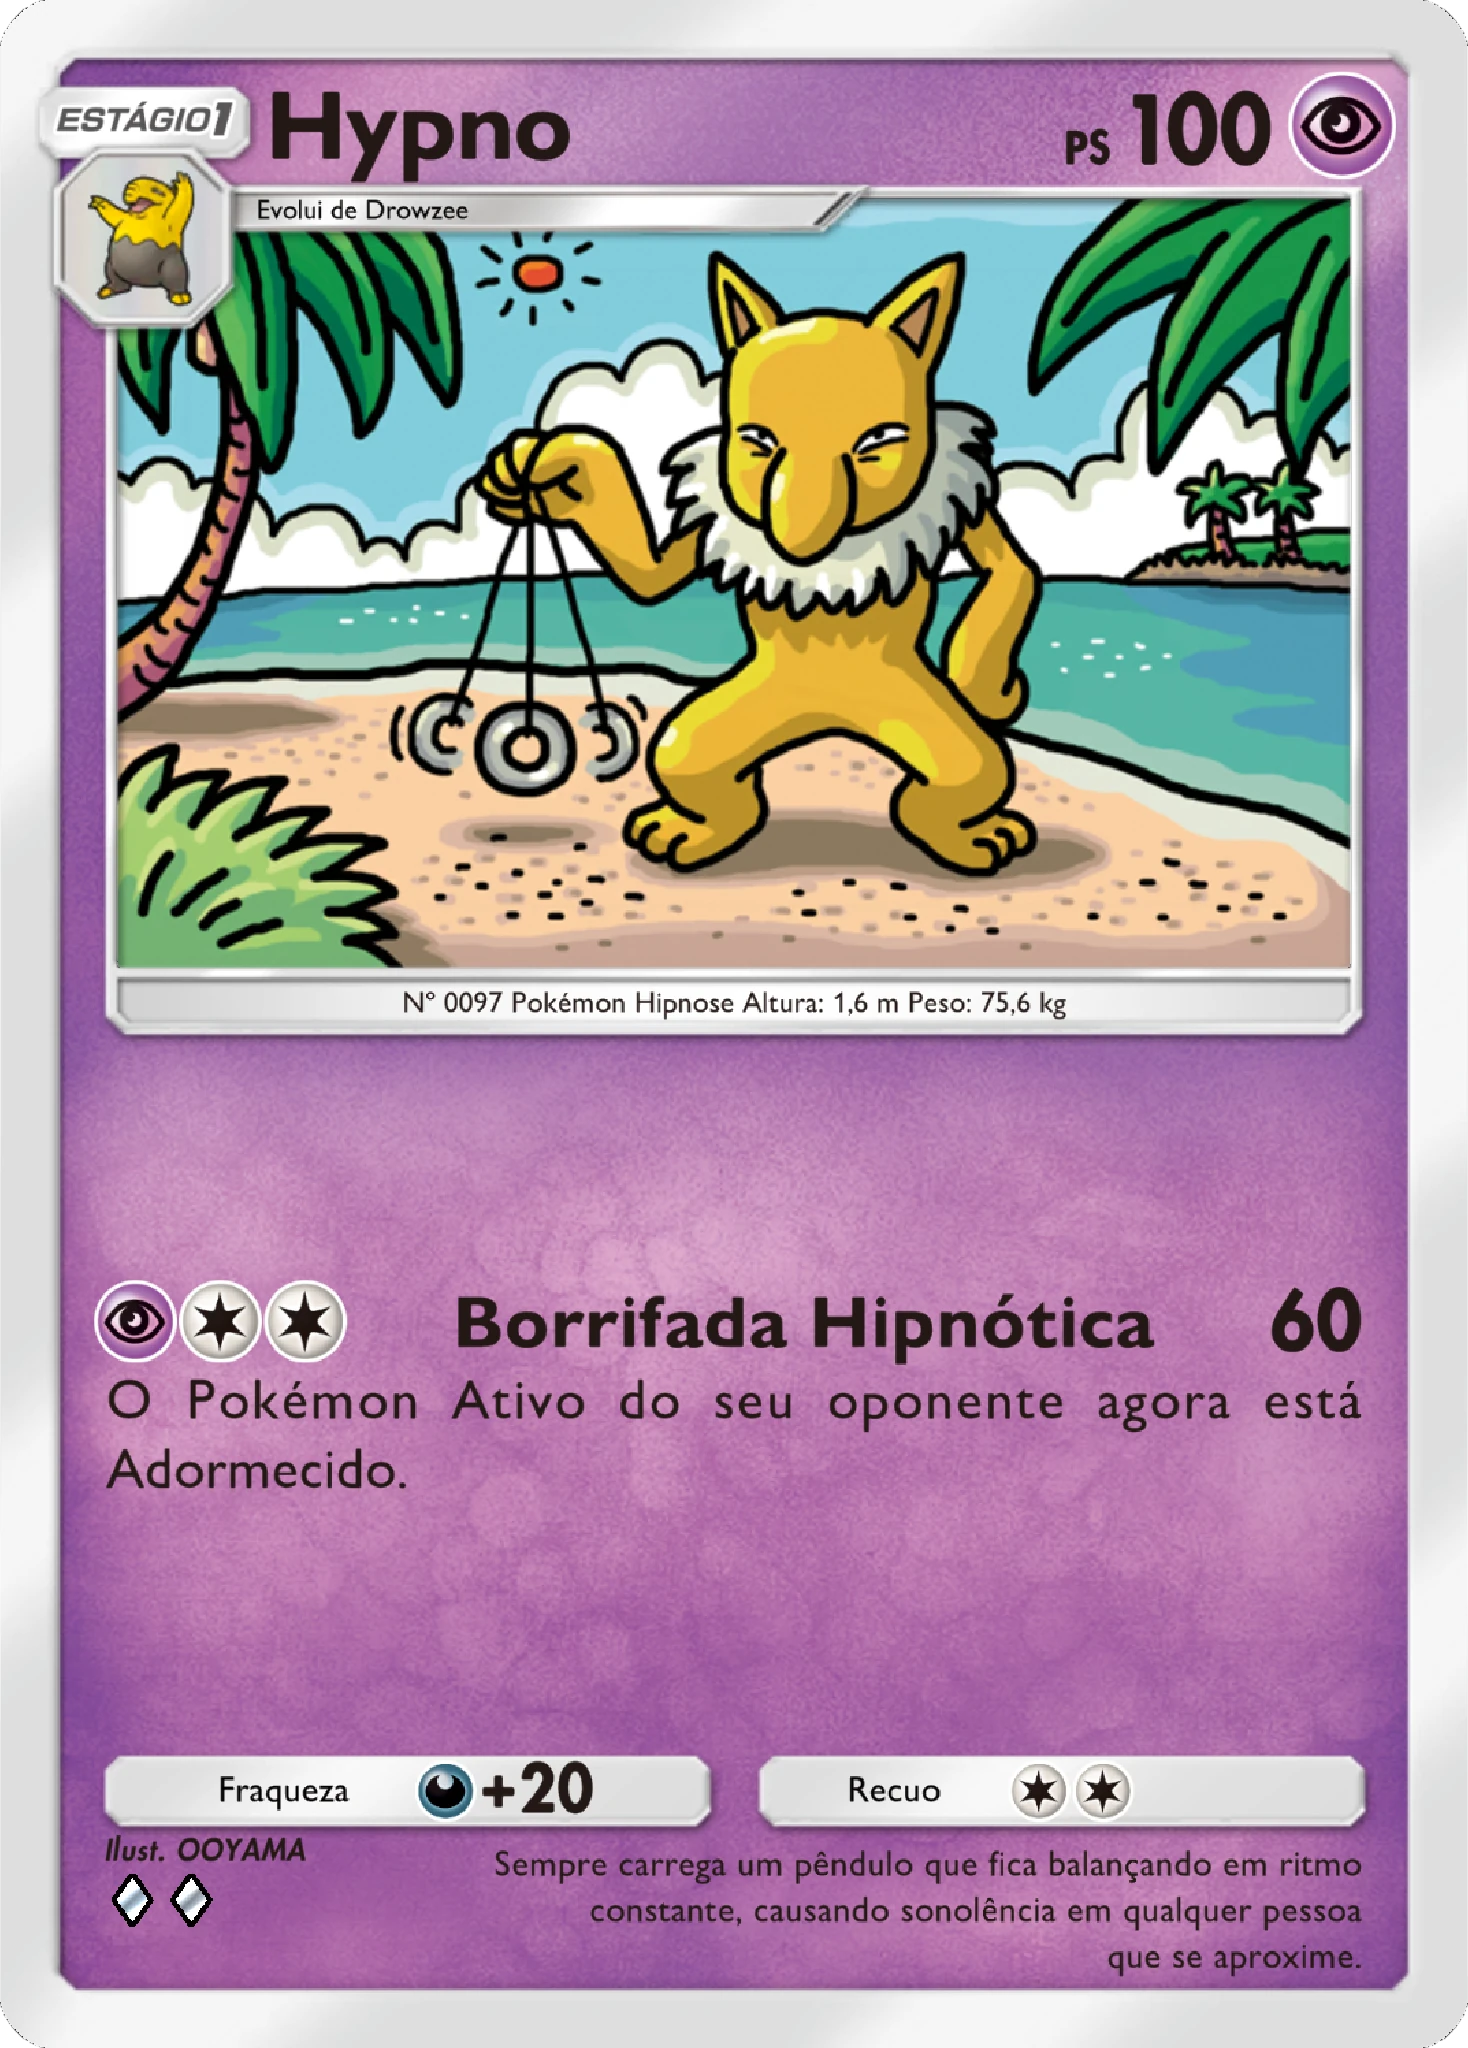 ESTÁGIO1
Hypno
PS 100
Evolui de Drowzee
Nº 0097 Pokémon Hipnose Altura: 1,6 m Peso: 75,6 kg
Borrifada Hipnótica 60
O Pokémon Ativo do seu oponente agora está
Adormecido.
Fraqueza +20
Recuo
Ilust. OOYAMA
Sempre carrega um pêndulo que fica balançando em ritmo
constante, causando sonolência em qualquer pessoa
que se aproxime.